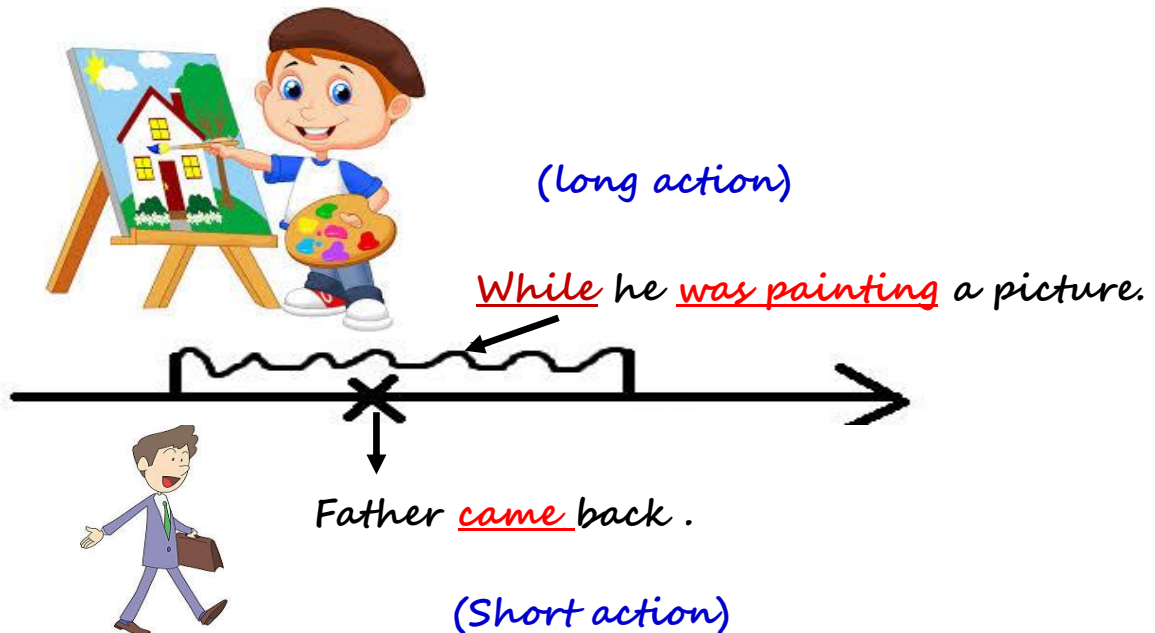 (long action)
While he was painting a picture.
Father came back .
(Short action)